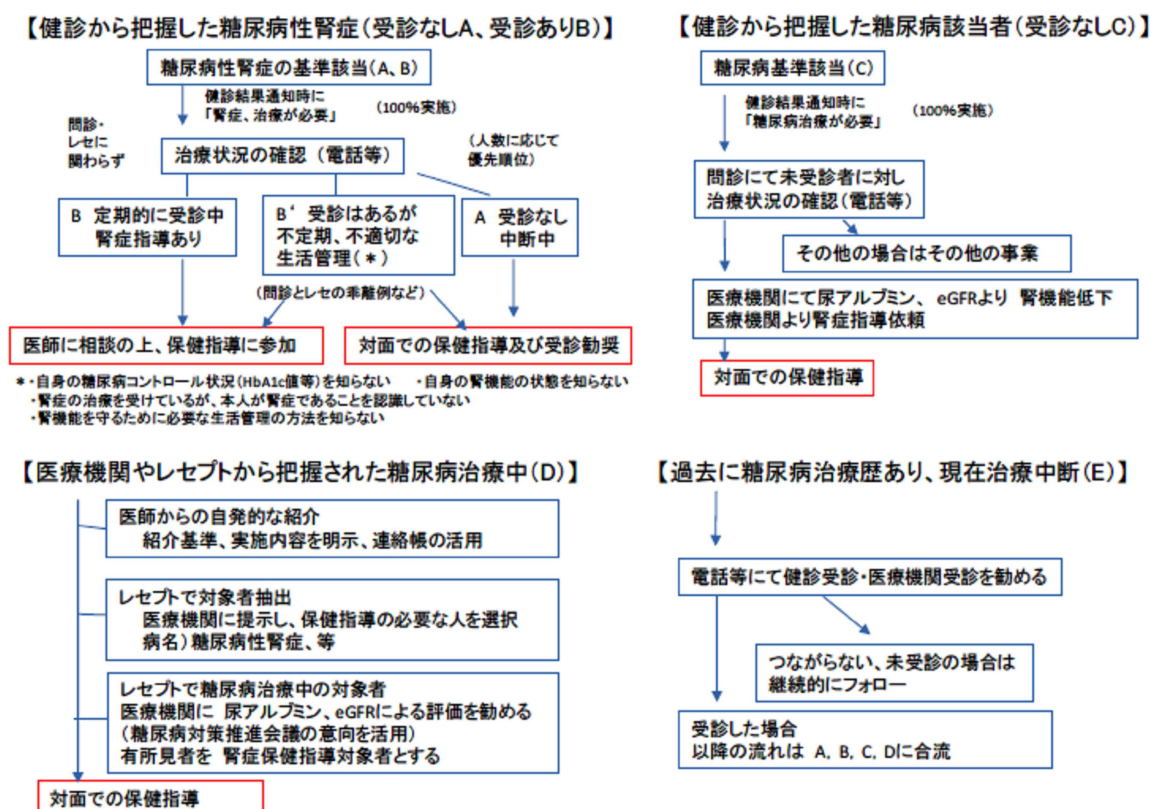 【健診から把握した糖尿病性腎症(受診なしA、受診ありB)】
糖尿病性腎症の基準該当(A、B)
健診結果通知時に
「腎症、治療が必要」
(100%実施)
問診・
レセに
関わらず
治療状況の確認 (電話等)
(人数に応じて
優先順位)
B 定期的に受診中
腎症指導あり
B‘ 受診はあるが
不定期、不適切な
生活管理(*)
A 受診なし
中断中
(問診とレセの乖離例など)
医師に相談の上、保健指導に参加
対面での保健指導及び受診勧奨
*・自身の糖尿病コントロール状況(HbA1c値等)を知らない ・自身の腎機能の状態を知らない
・腎症の治療を受けているが、本人が腎症であることを認識していない
・腎機能を守るために必要な生活管理の方法を知らない
【健診から把握した糖尿病該当者(受診なしC)】
糖尿病基準該当(C)
健診結果通知時に
「糖尿病治療が必要」
(100%実施)
問診にて未受診者に対し
治療状況の確認(電話等)
その他の場合はその他の事業
医療機関にて尿アルブミン、 eGFRより 腎機能低下
医療機関より腎症指導依頼
対面での保健指導
【医療機関やレセプトから把握された糖尿病治療中(D)】
医師からの自発的な紹介
紹介基準、実施内容を明示、連絡帳の活用
レセプトで対象者抽出
医療機関に提示し、保健指導の必要な人を選択
病名)糖尿病性腎症、等
レセプトで糖尿病治療中の対象者
医療機関に 尿アルブミン、eGFRによる評価を勧める
(糖尿病対策推進会議の意向を活用)
有所見者を 腎症保健指導対象者とする
対面での保健指導
【過去に糖尿病治療歴あり、現在治療中断(E)】
電話等にて健診受診・医療機関受診を勧める
つながらない、未受診の場合は
継続的にフォロー
受診した場合
以降の流れは A, B, C, Dに合流